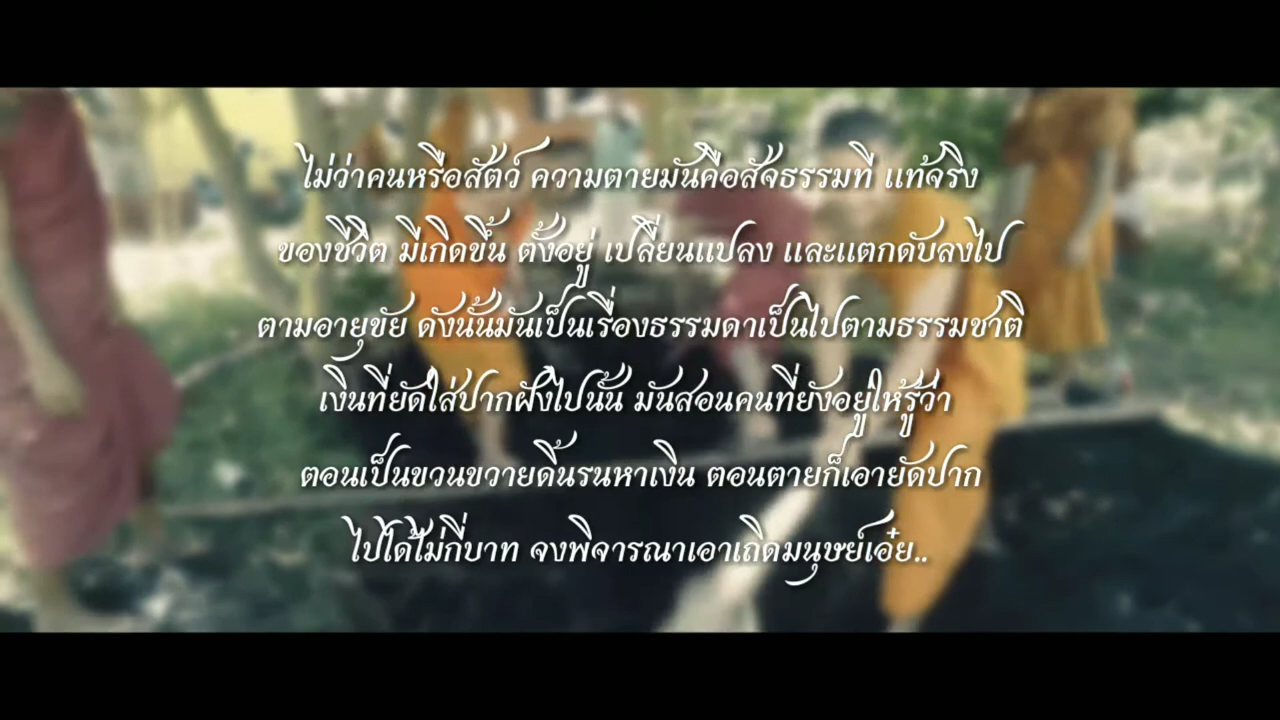 ไม่ว่าคนหรือสัตว์ ความตายมันคือสัจธรรมที่ แท้จริง
ของชีวิต มีเกิดขึ้น ตั้งอยู่ เปลี่ยนแปลง และแตกดับลงไป
ตามอายุขัย ดังนั้นมันเป็นเรื่องธรรมดาเป็นไปตามธรรมชาติ
เงินที่ยัดใส่ปากฝังไปนั้น มันสอนคนที่ยังอยู่ให้รู้ว่า
ตอนเป็นขวนขวายดิ้นรนหาเงิน ตอนตายก็เอายัดปาก
ไปได้ไม่กี่บาท จงพิจารณาเอาเถิดมนุษย์เอ๋ย..